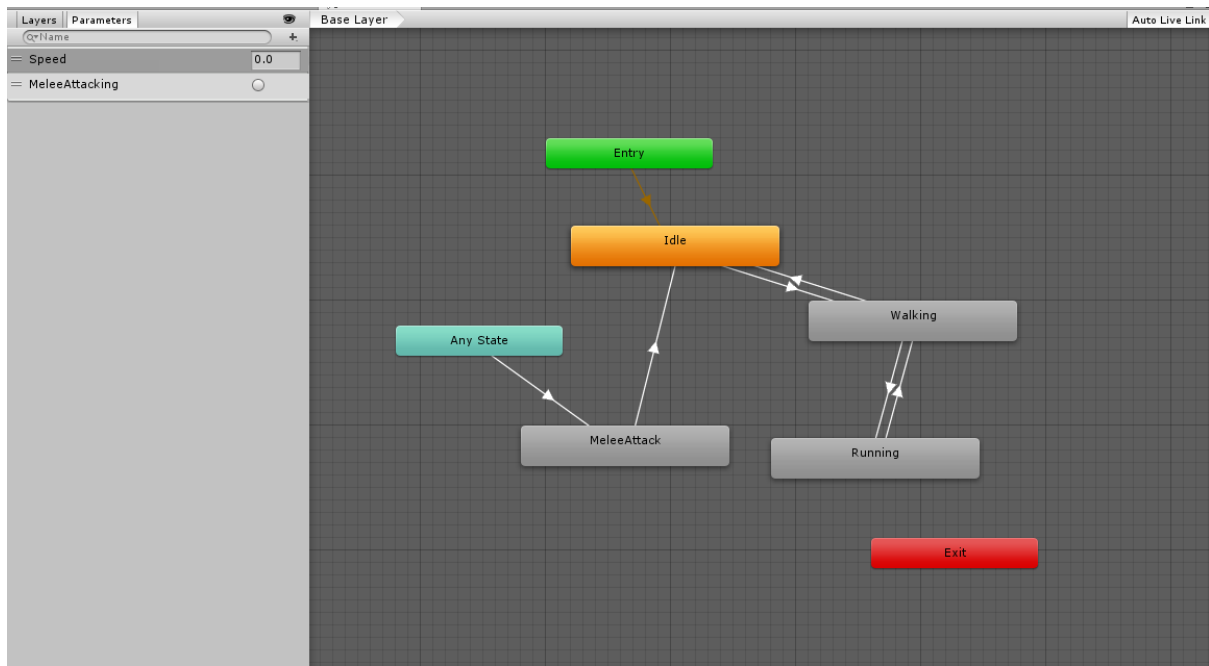 Layers Parameters
Base Layer
Auto Live Link
Name
Speed 0.0
MeleeAttacking
Entry
Idle
Walking
Any State
MeleeAttack
Running
Exit